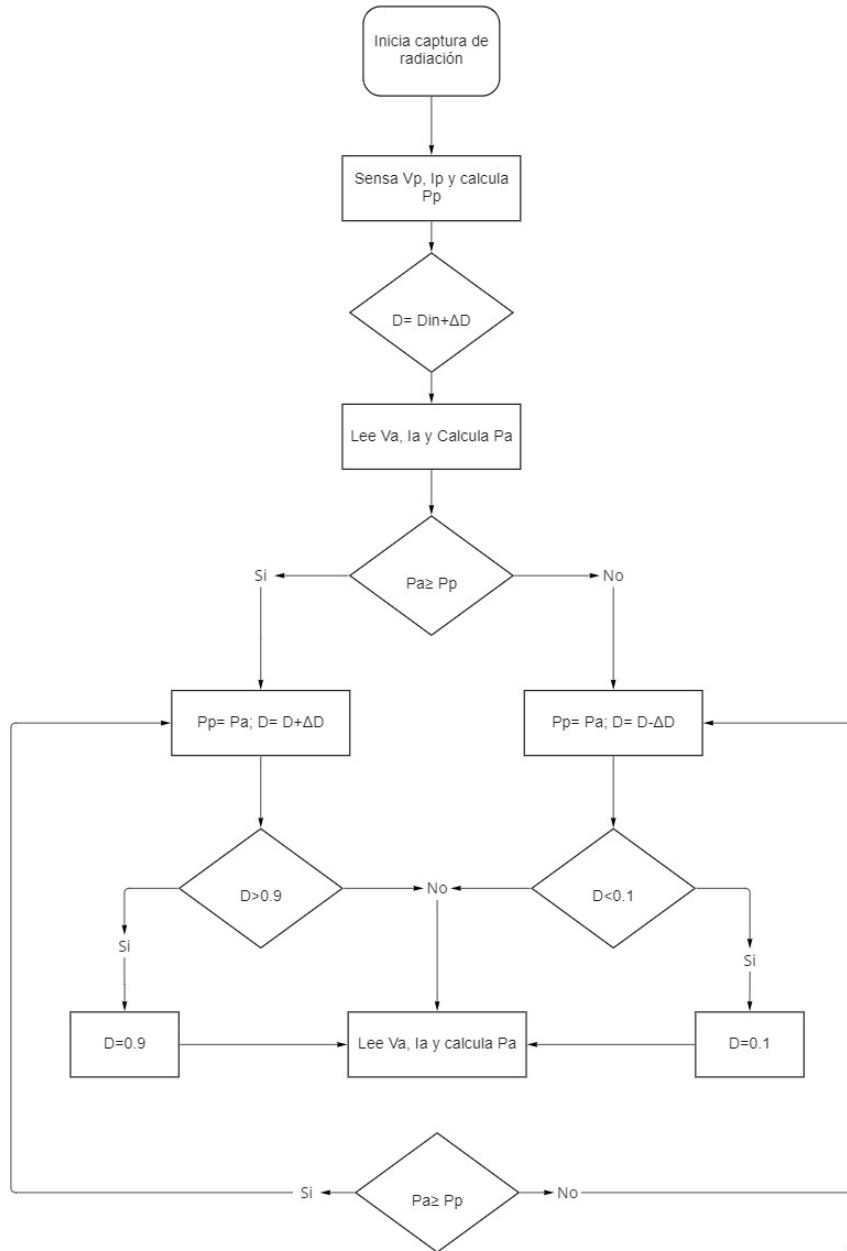 Inicia captura de
radiación
Sensa Vp, Ip y calcula
Pp
D= Din+ΔD
Lee Va, Ia y Calcula Pa
Pa≥ Pp
Si
No
Pp= Pa; D= D+ΔD
Pp= Pa; D= D-ΔD
D>0.9
No
D<0.1
Si
Si
D=0.9
Lee Va, Ia y calcula Pa
D=0.1
Si
Pa≥ Pp
No